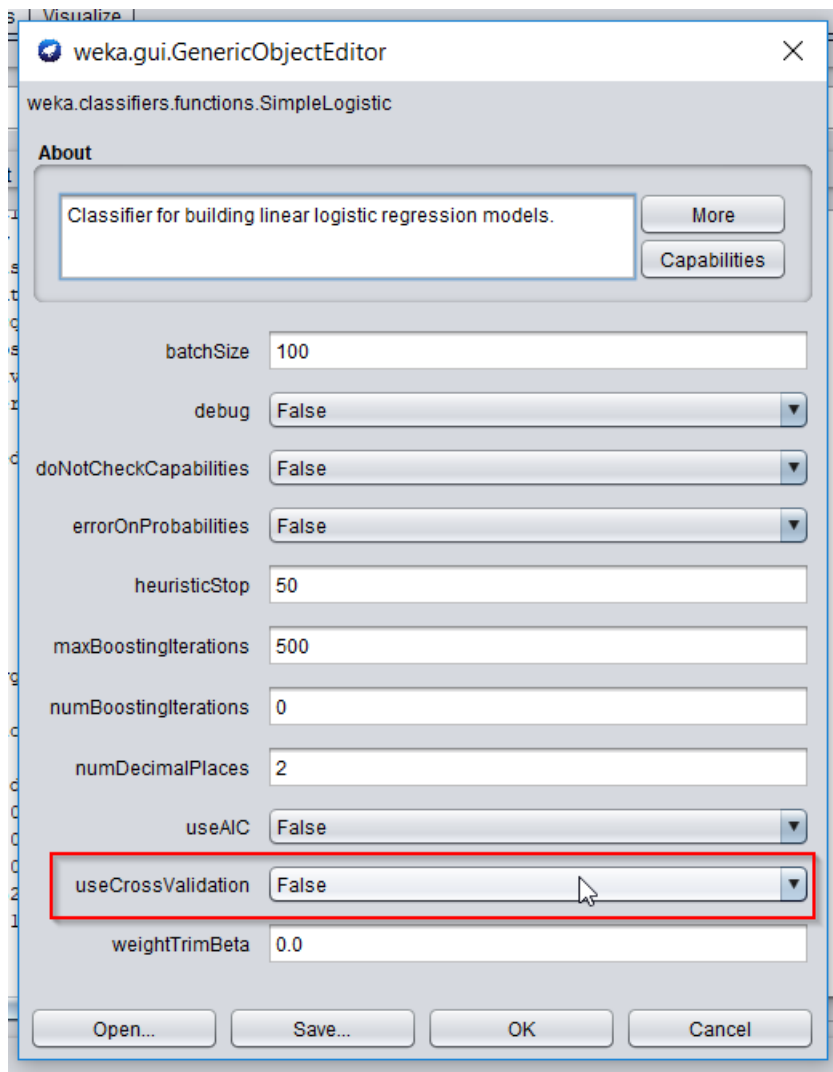 Visualize
weka.gui.GenericObjectEditor
weka.classifiers.functions.SimpleLogistic
About
Classifier for building linear logistic regression models.
More
Capabilities
batchSize 100
debug False
doNotCheckCapabilities False
errorOnProbabilities False
heuristicStop 50
maxBoostingIterations 500
numBoostingIterations 0
numDecimalPlaces 2
useAIC False
useCrossValidation False
weightTrimBeta 0.0
Open... Save... OK Cancel